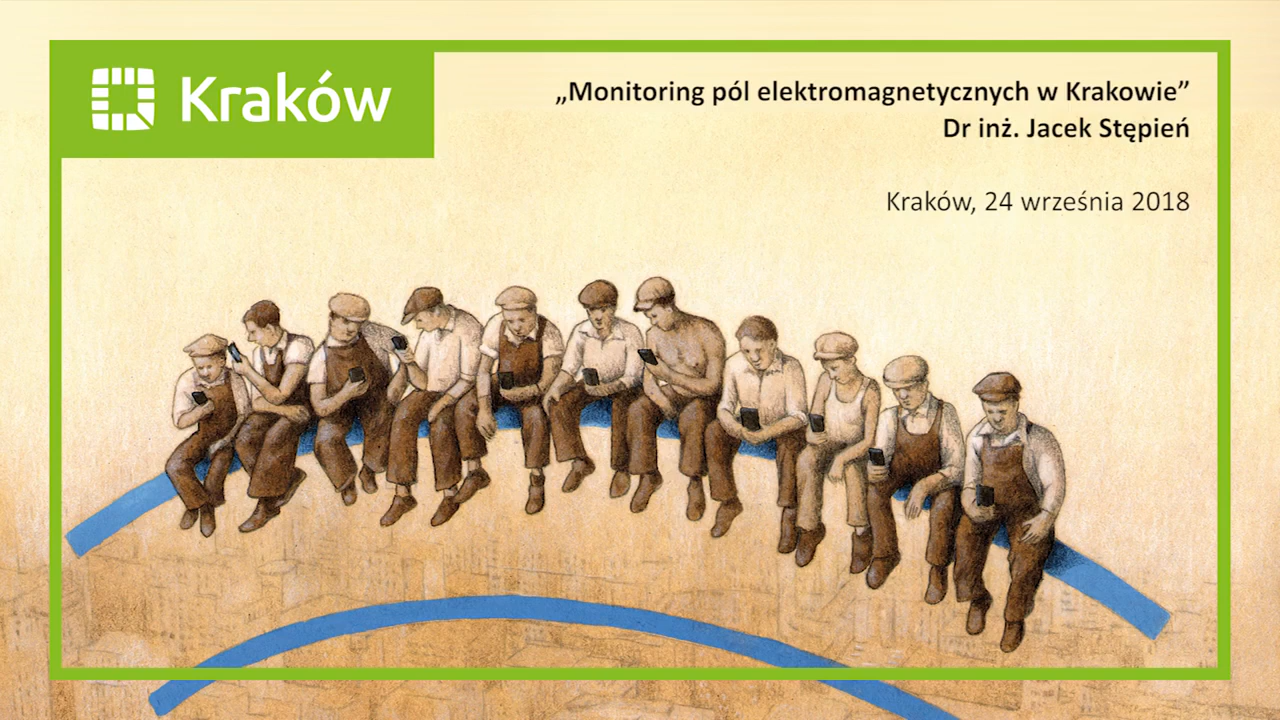 Kraków
„Monitoring pól elektromagnetycznych w Krakowie”
Dr inż. Jacek Stępień
Kraków, 24 września 2018